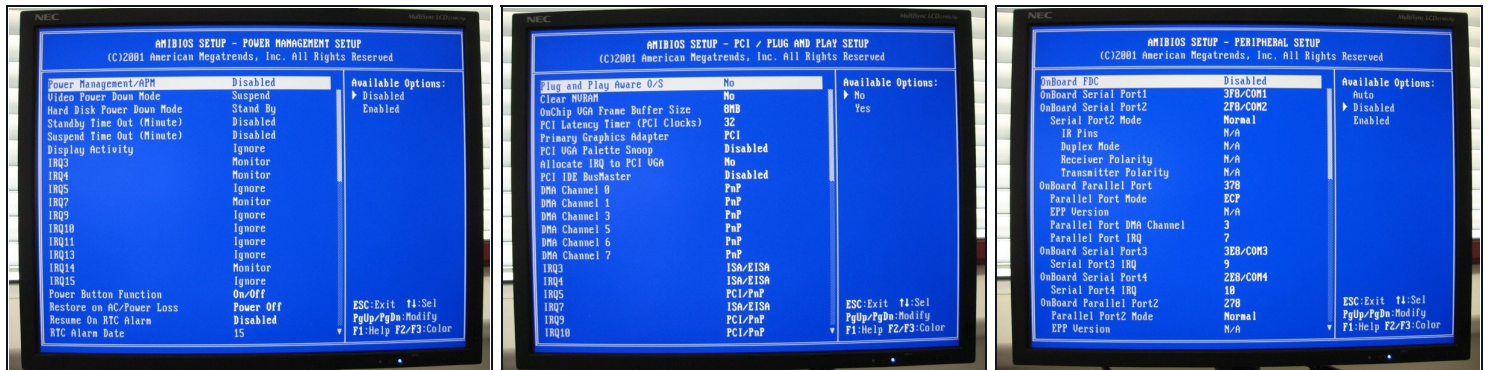 NEC
MultiSync LCD
AMIBIOS SETUP - POWER MANAGEMENT SETUP
(C)2001 American Megatrends, Inc. All Rights Reserved
Power Management/APM Disabled
Video Power Down Mode Suspend
Hard Disk Power Down Mode Stand By
Standby Time Out (Minute) Disabled
Suspend Time Out (Minute) Disabled
Display Activity Ignore
IRQ3 Monitor
IRQ4 Monitor
IRQ5 Ignore
IRQ7 Monitor
IRQ9 Ignore
IRQ10 Ignore
IRQ11 Ignore
IRQ13 Ignore
IRQ14 Monitor
IRQ15 Ignore
Power Button Function On/Off
Restore on AC/Power Loss Power Off
Resume On RTC Alarm Disabled
RTC Alarm Date 15
Available Options:
Disabled
Enabled
ESC:Exit ↑↓:Sel
PgUp/PgDn:Modify
F1:Help F2/F3:Color
NEC
MultiSync LCD
AMIBIOS SETUP - PCI / PLUG AND PLAY SETUP
(C)2001 American Megatrends, Inc. All Rights Reserved
Plug and Play Aware O/S No
Clear NVRAM No
OnChip VGA Frame Buffer Size 8MB
PCI Latency Timer (PCI Clocks) 32
Primary Graphics Adapter PCI
PCI VGA Palette Snoop Disabled
Allocate IRQ to PCI VGA No
PCI IDE BusMaster Disabled
DMA Channel 0 PnP
DMA Channel 1 PnP
DMA Channel 3 PnP
DMA Channel 5 PnP
DMA Channel 6 PnP
DMA Channel 7 PnP
IRQ3 ISA/EISA
IRQ4 ISA/EISA
IRQ5 PCI/PnP
IRQ7 ISA/EISA
IRQ9 PCI/PnP
IRQ10 PCI/PnP
Available Options:
No
Yes
ESC:Exit ↑↓:Sel
PgUp/PgDn:Modify
F1:Help F2/F3:Color
NEC
MultiSync LCD
AMIBIOS SETUP - PERIPHERAL SETUP
(C)2001 American Megatrends, Inc. All Rights Reserved
OnBoard FDC Disabled
OnBoard Serial Port1 3F8/COM1
OnBoard Serial Port2 2F8/COM2
Serial Port2 Mode Normal
IR Pins N/A
Duplex Mode N/A
Receiver Polarity N/A
Transmitter Polarity N/A
OnBoard Parallel Port 378
Parallel Port Mode ECP
EPP Version N/A
Parallel Port DMA Channel 3
Parallel Port IRQ 7
OnBoard Serial Port3 3E8/COM3
Serial Port3 IRQ 9
OnBoard Serial Port4 2E8/COM4
Serial Port4 IRQ 10
OnBoard Parallel Port2 278
Parallel Port2 Mode Normal
EPP Version N/A
Available Options:
Auto
Disabled
Enabled
ESC:Exit ↑↓:Sel
PgUp/PgDn:Modify
F1:Help F2/F3:Color